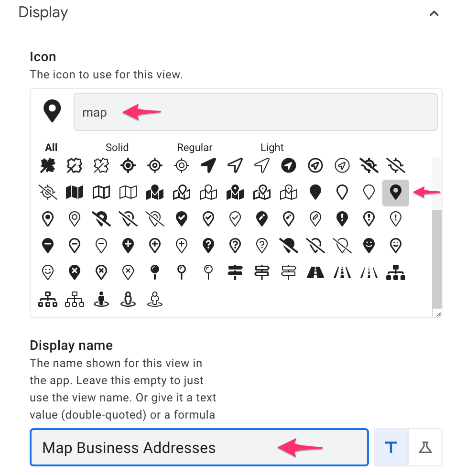 Display
Icon
The icon to use for this view.
map
All Solid Regular Light
Display name
The name shown for this view in
the app. Leave this empty to just
use the view name. Or give it a text
value (double-quoted) or a formula
Map Business Addresses
T